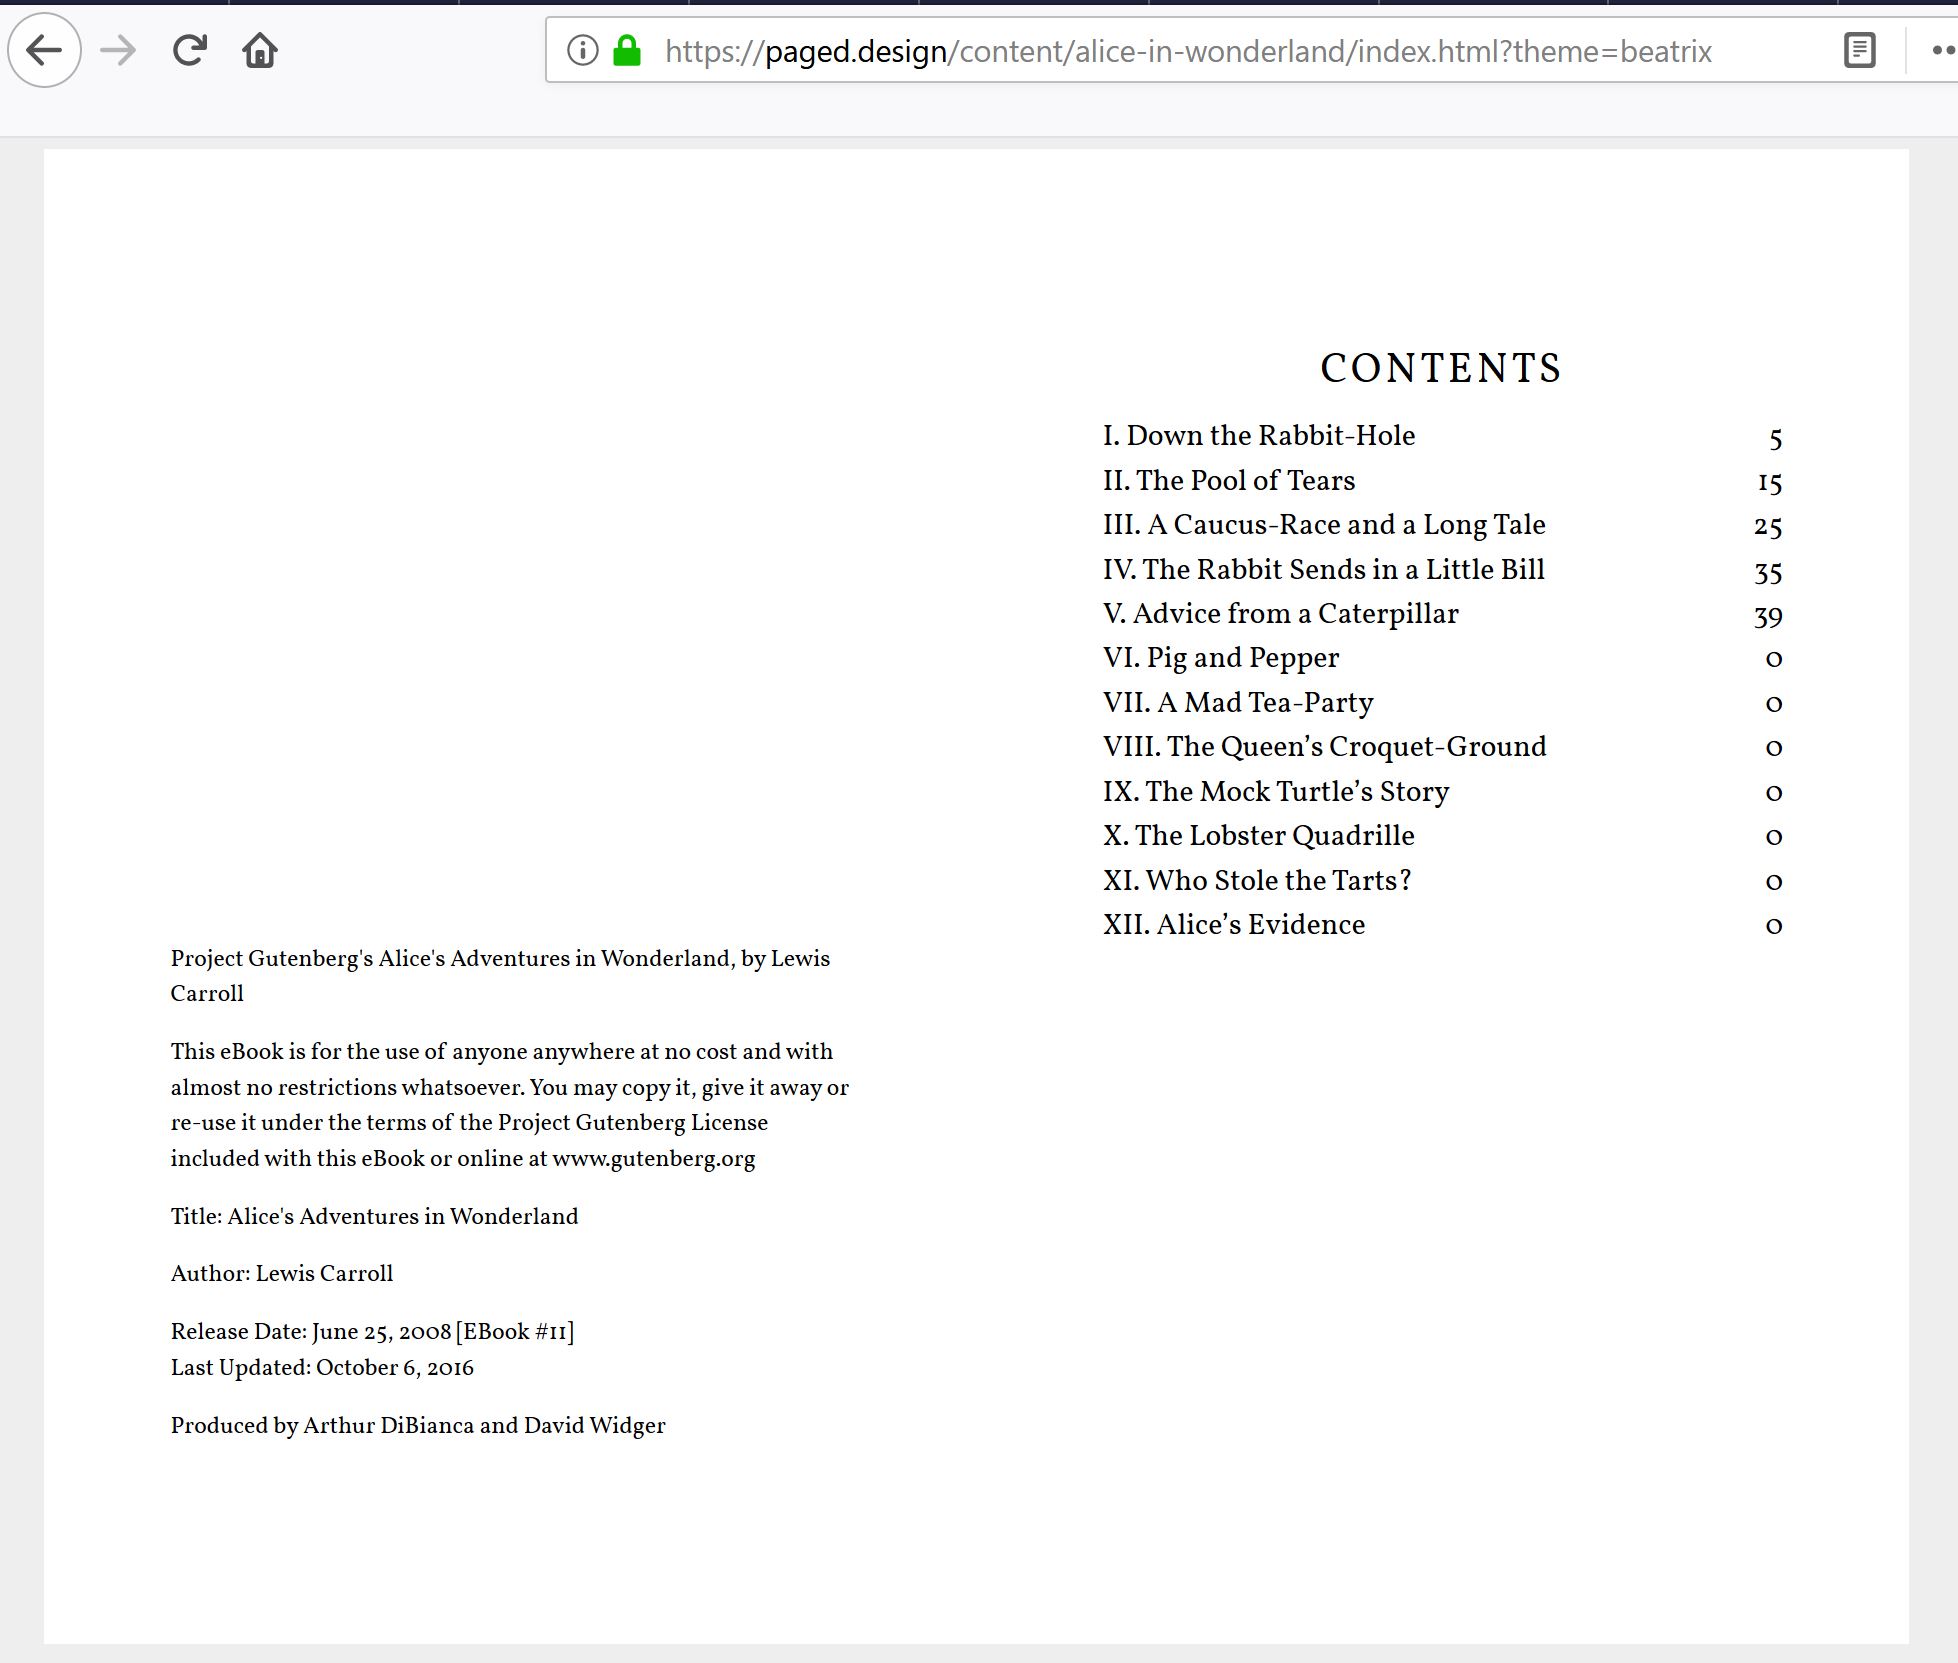 https://paged.design/content/alice-in-wonderland/index.html?theme=beatrix
Project Gutenberg's Alice's Adventures in Wonderland, by Lewis
Carroll
This eBook is for the use of anyone anywhere at no cost and with
almost no restrictions whatsoever. You may copy it, give it away or
re-use it under the terms of the Project Gutenberg License
included with this eBook or online at www.gutenberg.org
Title: Alice's Adventures in Wonderland
Author: Lewis Carroll
Release Date: June 25, 2008 [EBook #11]
Last Updated: October 6, 2016
Produced by Arthur DiBianca and David Widger
CONTENTS
I. Down the Rabbit-Hole 5
II. The Pool of Tears 15
III. A Caucus-Race and a Long Tale 25
IV. The Rabbit Sends in a Little Bill 35
V. Advice from a Caterpillar 39
VI. Pig and Pepper 0
VII. A Mad Tea-Party 0
VIII. The Queen’s Croquet-Ground 0
IX. The Mock Turtle’s Story 0
X. The Lobster Quadrille 0
XI. Who Stole the Tarts? 0
XII. Alice’s Evidence 0